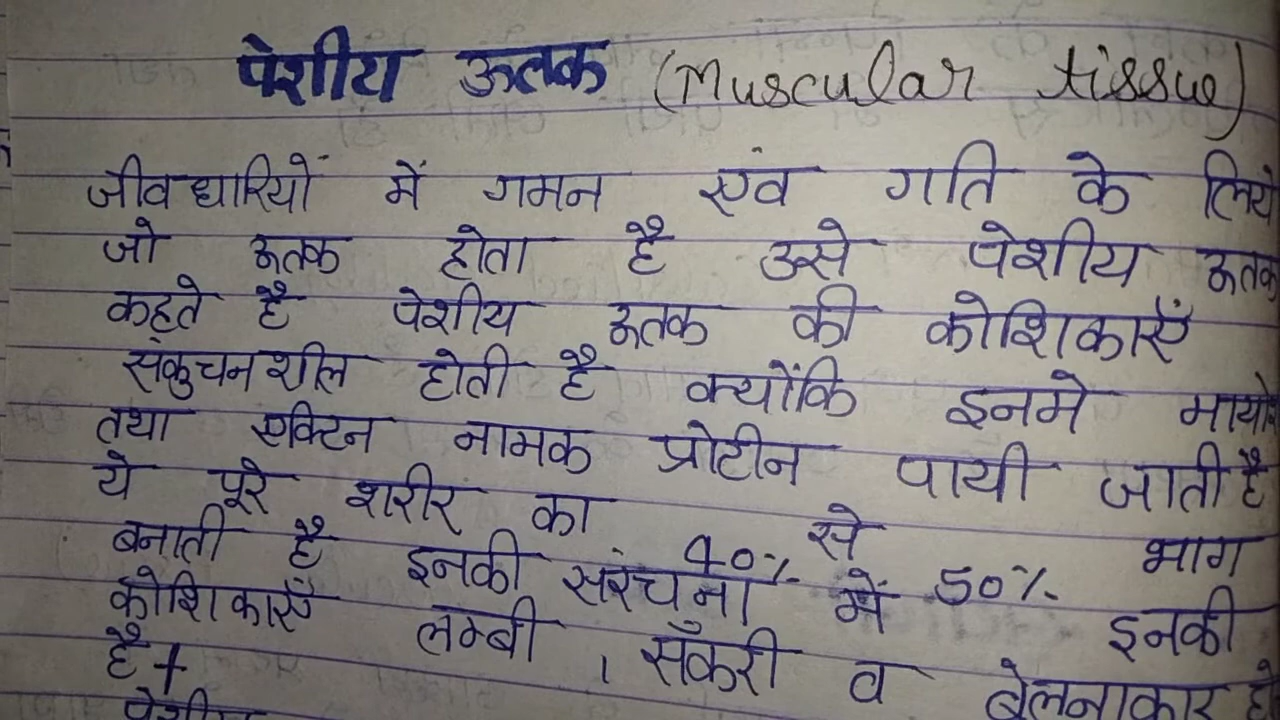 पेशीय ऊतक (Muscular tissue)
जीवधारियों में गमन एंव गति के लिये
जो ऊतक होता है उसे पेशीय ऊतक
कहते है पेशीय ऊतक की कोशिकाएँ
संकुचनशील होती है क्योंकि इनमे
तथा एक्टिन नामक प्रोटीन पायी जाती है
ये पूरे शरीर का 40% से 50% भाग
बनाती है इनकी संरचना में इनकी
कोशिकाएँ लम्बी , सँकरी व बेलनाकार
है +
पेशीय